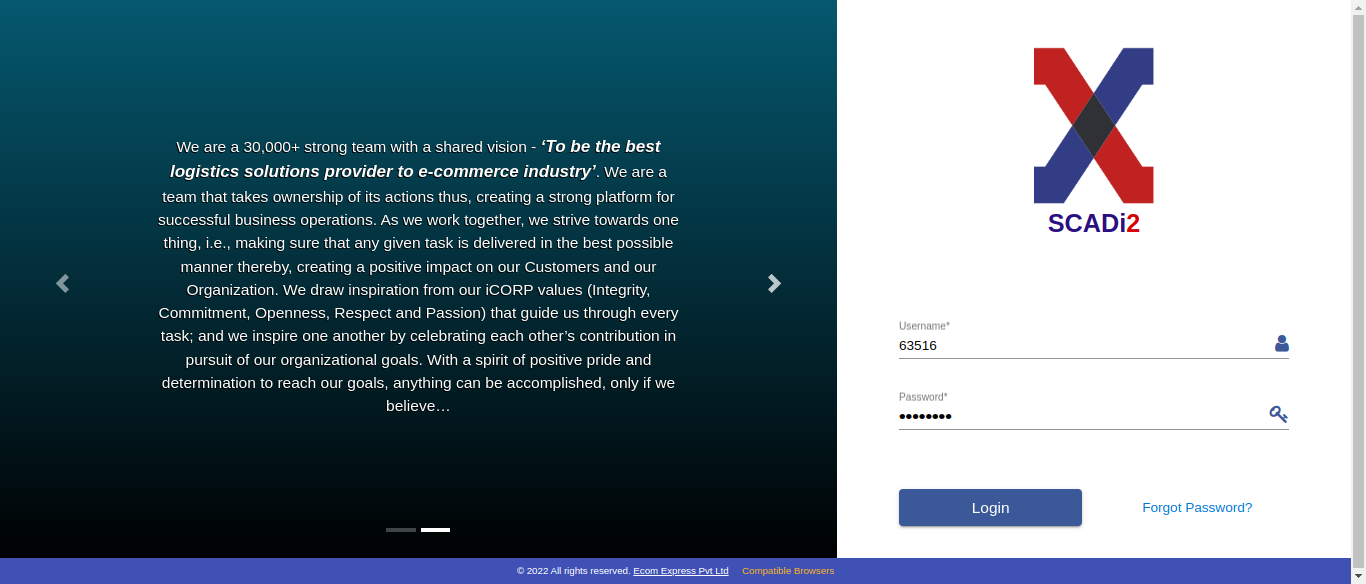 We are a 30,000+ strong team with a shared vision - ‘To be the best
logistics solutions provider to e-commerce industry’. We are a
team that takes ownership of its actions thus, creating a strong platform for
successful business operations. As we work together, we strive towards one
thing, i.e., making sure that any given task is delivered in the best possible
manner thereby, creating a positive impact on our Customers and our
Organization. We draw inspiration from our iCORP values (Integrity,
Commitment, Openness, Respect and Passion) that guide us through every
task; and we inspire one another by celebrating each other’s contribution in
pursuit of our organizational goals. With a spirit of positive pride and
determination to reach our goals, anything can be accomplished, only if we
believe…
SCADi2
Username*
63516
Password*
••••••••
Login
Forgot Password?
© 2022 All rights reserved. Ecom Express Pvt Ltd Compatible Browsers